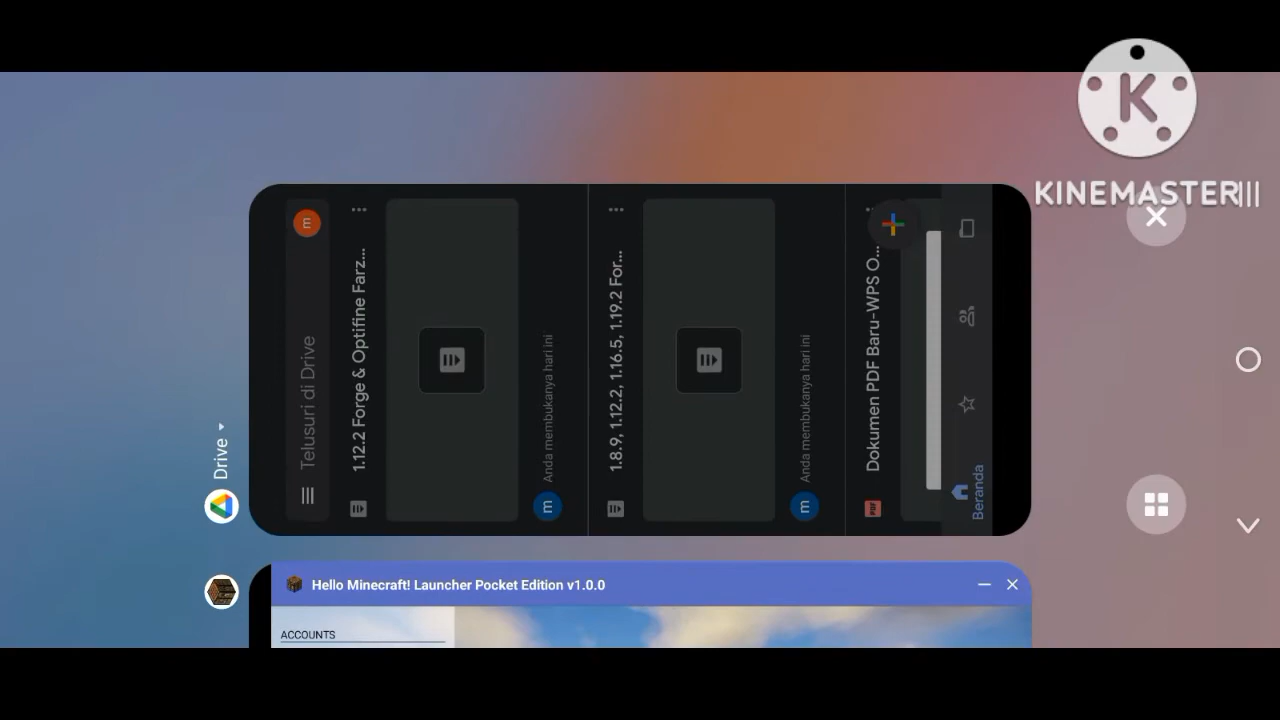 KINEMASTER
Drive
Telusuri di Drive
m
1.12.2 Forge & Optifine Farz...
Anda membukanya hari ini
m
1.8.9, 1.12.2, 1.16.5, 1.19.2 For...
Anda membukanya hari ini
m
PDF
Dokumen PDF Baru-WPS O...
Beranda
Hello Minecraft! Launcher Pocket Edition v1.0.0
ACCOUNTS